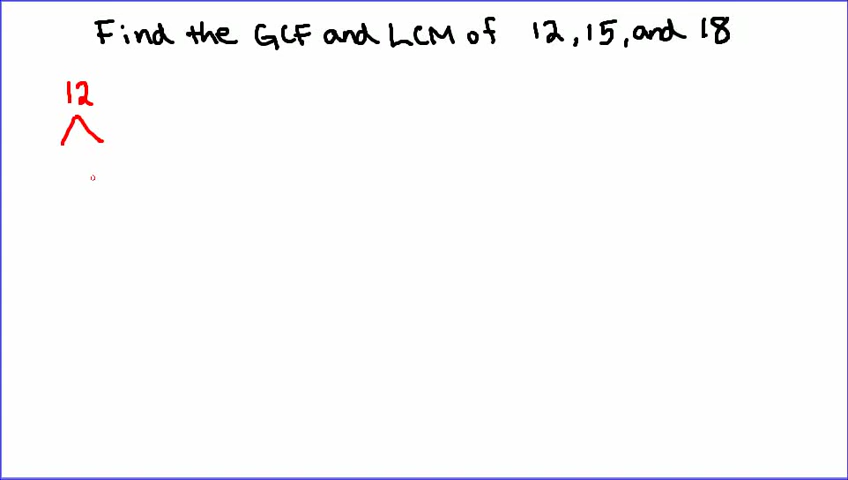 Find the GCF and LCM of 12, 15, and 18
12